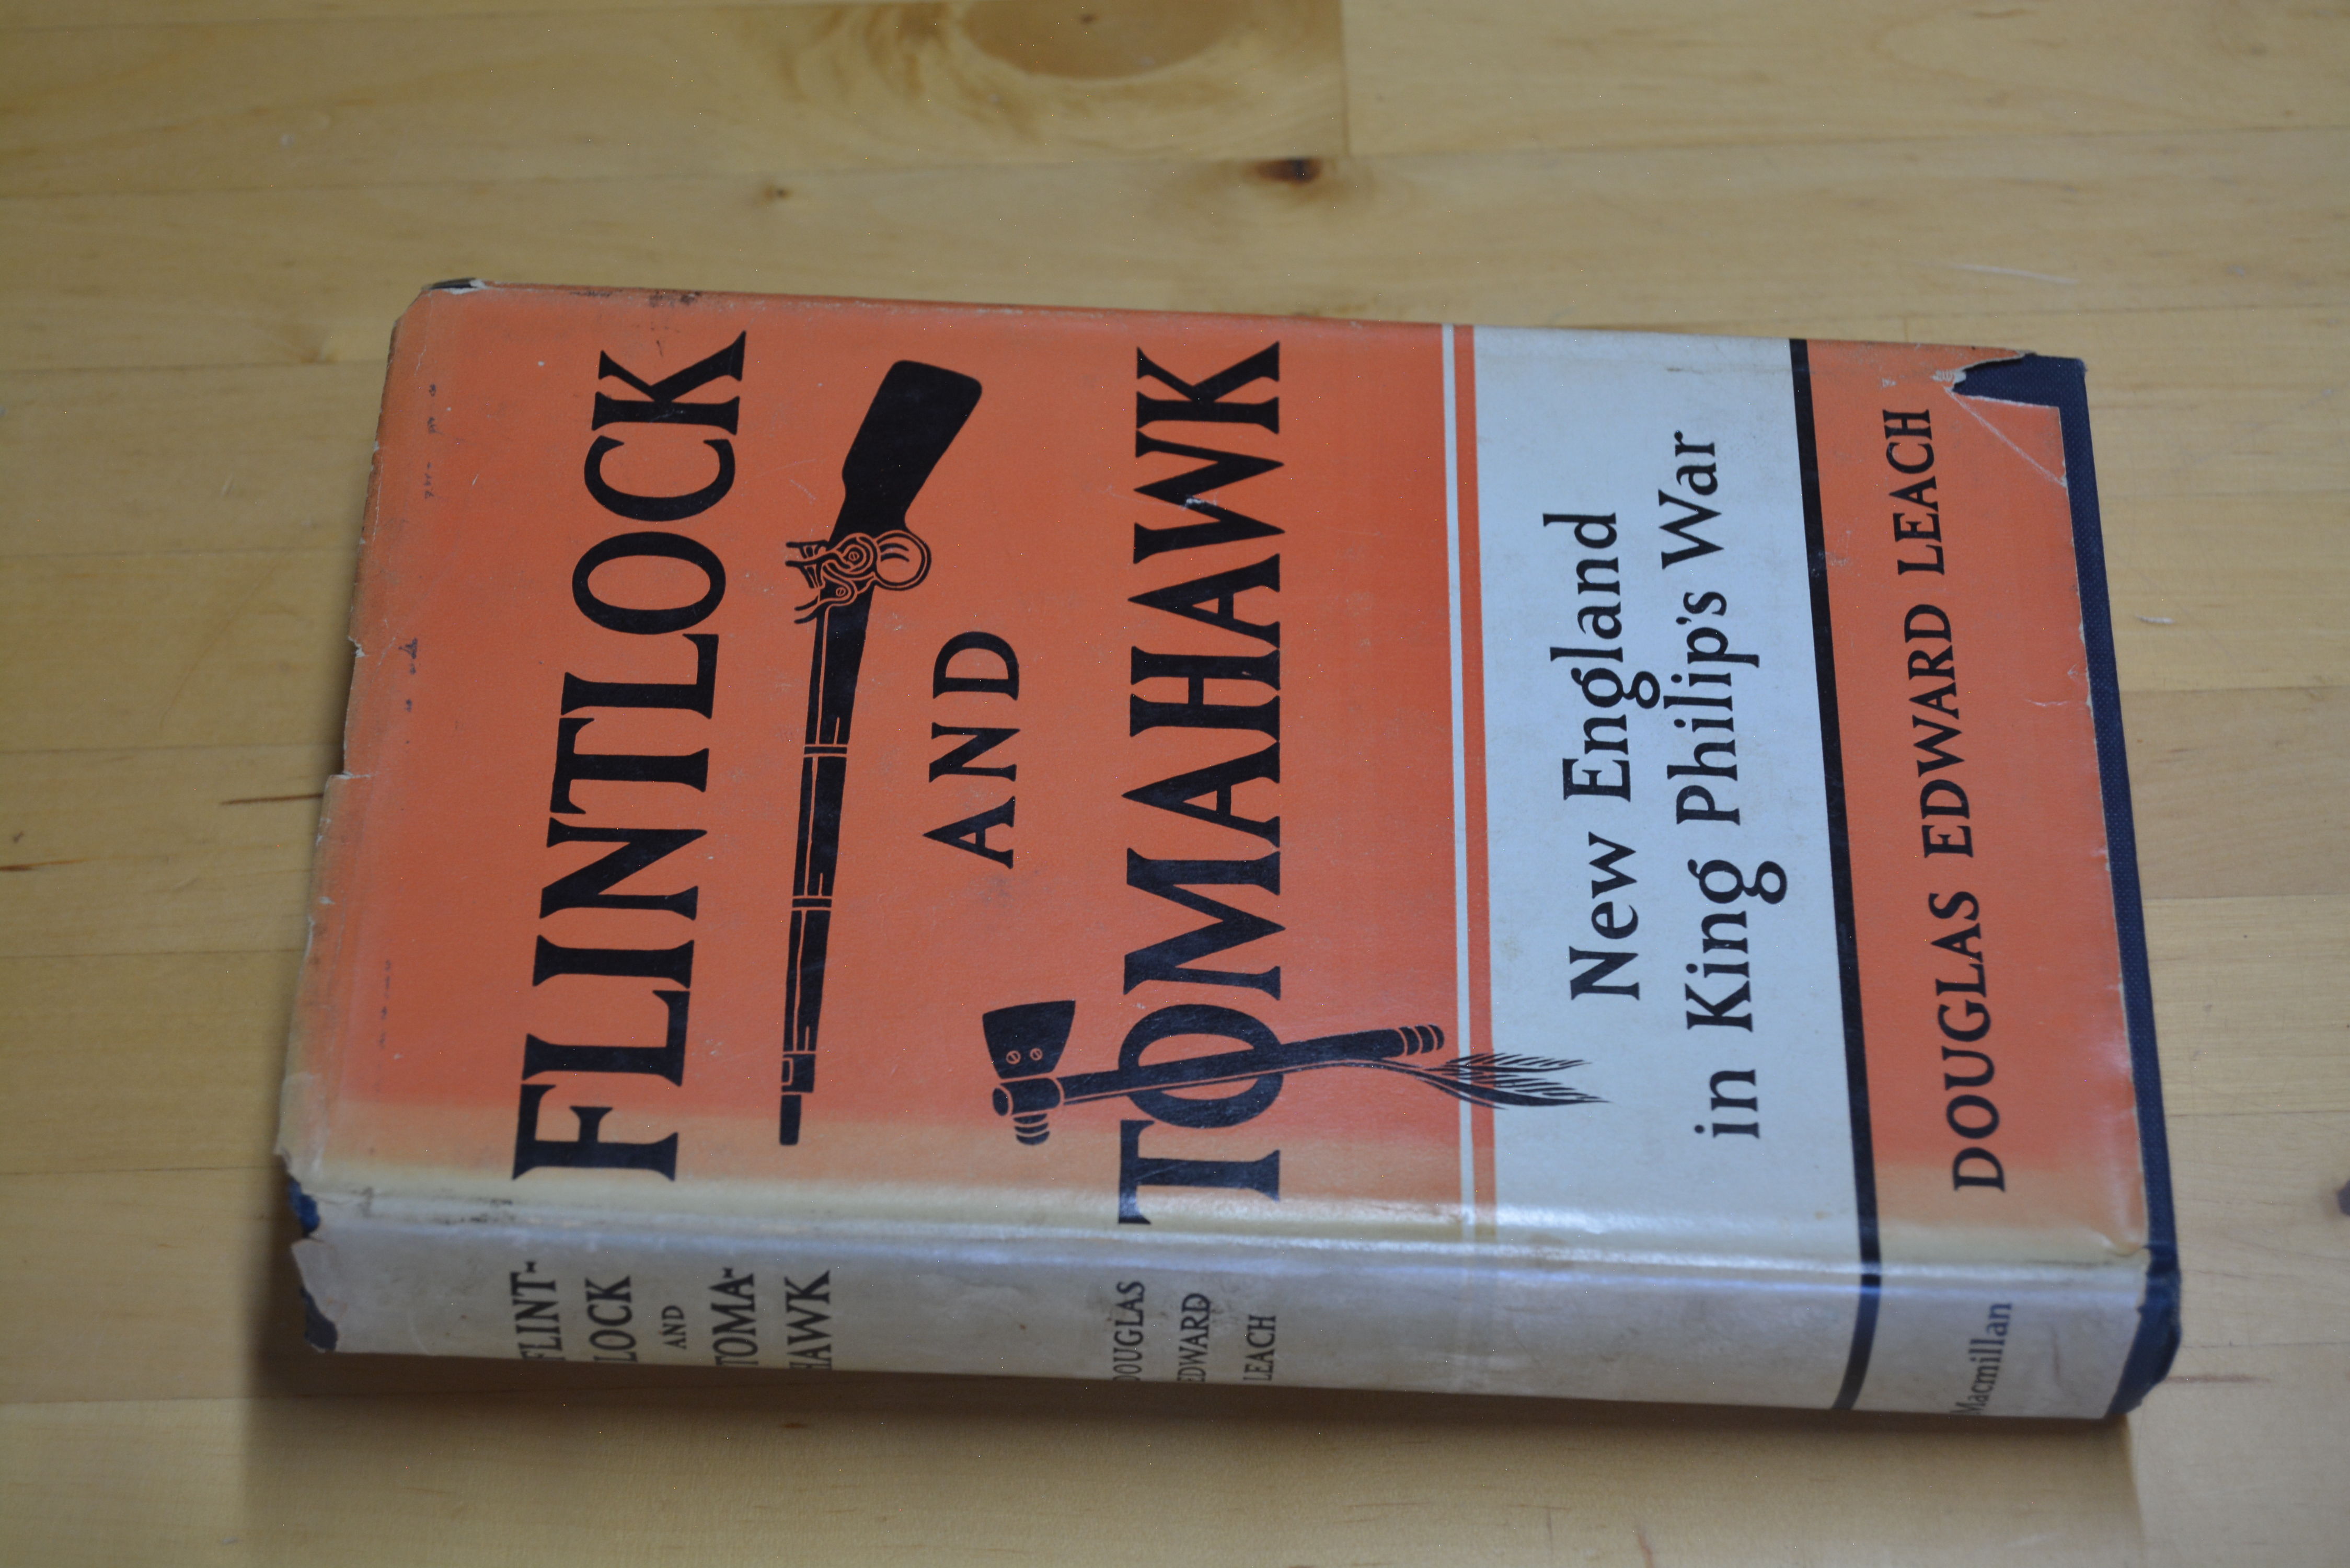 FLINTLOCK
AND
TOMAHAWK
New England
in King Philip's War
DOUGLAS EDWARD LEACH
FLINT-
LOCK
AND
TOMA-
HAWK
DOUGLAS
EDWARD
LEACH
Macmillan